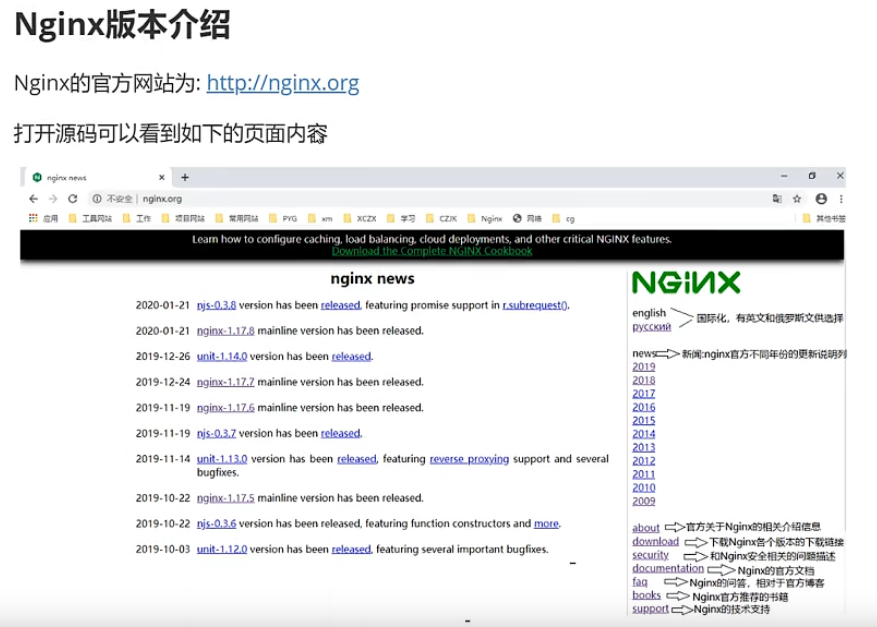 Nginx版本介绍
Nginx的官方网站为: http://nginx.org
打开源码可以看到如下的页面内容
nginx news
不安全 | nginx.org
应用 工具网站 工作 项目网站 常用网站 PYG xm XCZX 学习 CZJK Nginx 网络 cg 其他书签
Learn how to configure caching, load balancing, cloud deployments, and other critical NGINX features.
Download the Complete NGINX Cookbook
nginx news
2020-01-21 njs-0.3.8 version has been released, featuring promise support in r.subrequest().
2020-01-21 nginx-1.17.8 mainline version has been released.
2019-12-26 unit-1.14.0 version has been released.
2019-12-24 nginx-1.17.7 mainline version has been released.
2019-11-19 nginx-1.17.6 mainline version has been released.
2019-11-19 njs-0.3.7 version has been released.
2019-11-14 unit-1.13.0 version has been released, featuring reverse proxying support and several
bugfixes.
2019-10-22 nginx-1.17.5 mainline version has been released.
2019-10-22 njs-0.3.6 version has been released, featuring function constructors and more.
2019-10-03 unit-1.12.0 version has been released, featuring several important bugfixes.
NGINX
english
русский
国际化，有英文和俄罗斯文供选择
news 新闻:nginx官方不同年份的更新说明列
2019
2018
2017
2016
2015
2014
2013
2012
2011
2010
2009
about 官方关于Nginx的相关介绍信息
download 下载Nginx各个版本的下载链接
security 和Nginx安全相关的问题描述
documentation Nginx的官方文档
faq Nginx的问答，相对于官方博客
books Nginx官方推荐的书籍
support Nginx的技术支持